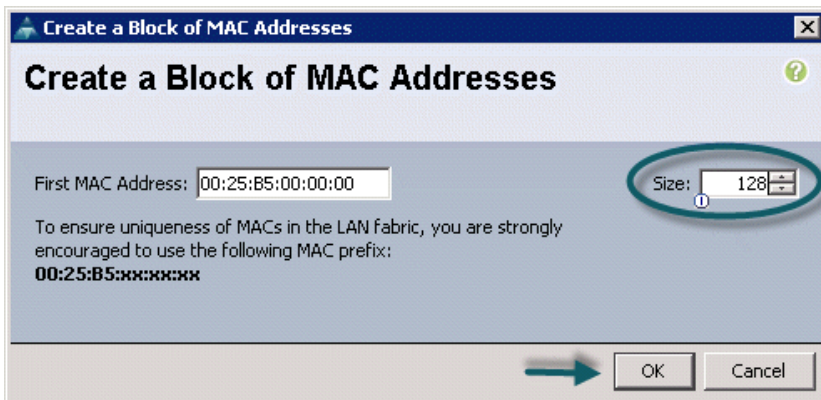 Create a Block of MAC Addresses
Create a Block of MAC Addresses
First MAC Address: 00:25:B5:00:00:00
Size: 128
To ensure uniqueness of MACs in the LAN fabric, you are strongly
encouraged to use the following MAC prefix:
00:25:B5:xx:xx:xx
OK
Cancel